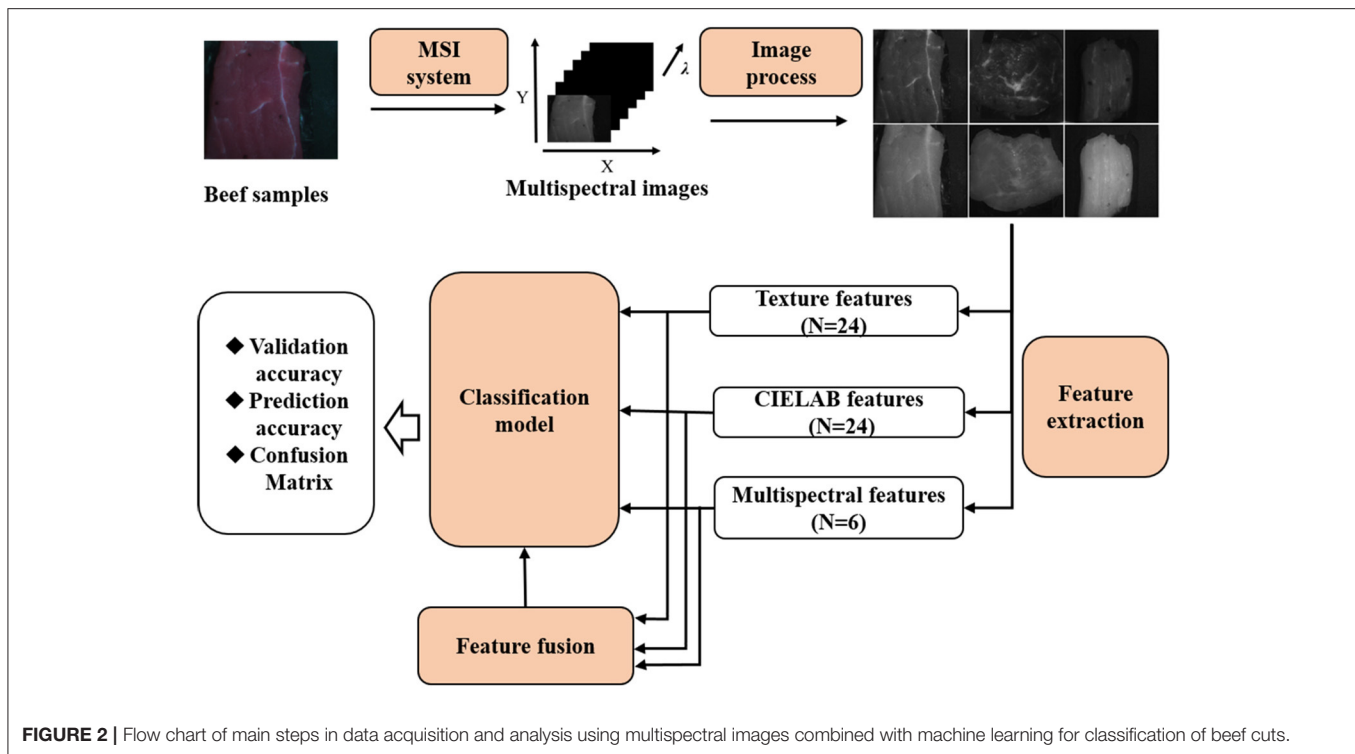 MSI
system
Image
process
λ
Y
X
Beef samples
Multispectral images
Texture features
(N=24)
◆ Validation
accuracy
◆ Prediction
accuracy
◆ Confusion
Matrix
Classification
model
CIELAB features
(N=24)
Feature
extraction
Multispectral features
(N=6)
Feature fusion
FIGURE 2 | Flow chart of main steps in data acquisition and analysis using multispectral images combined with machine learning for classification of beef cuts.